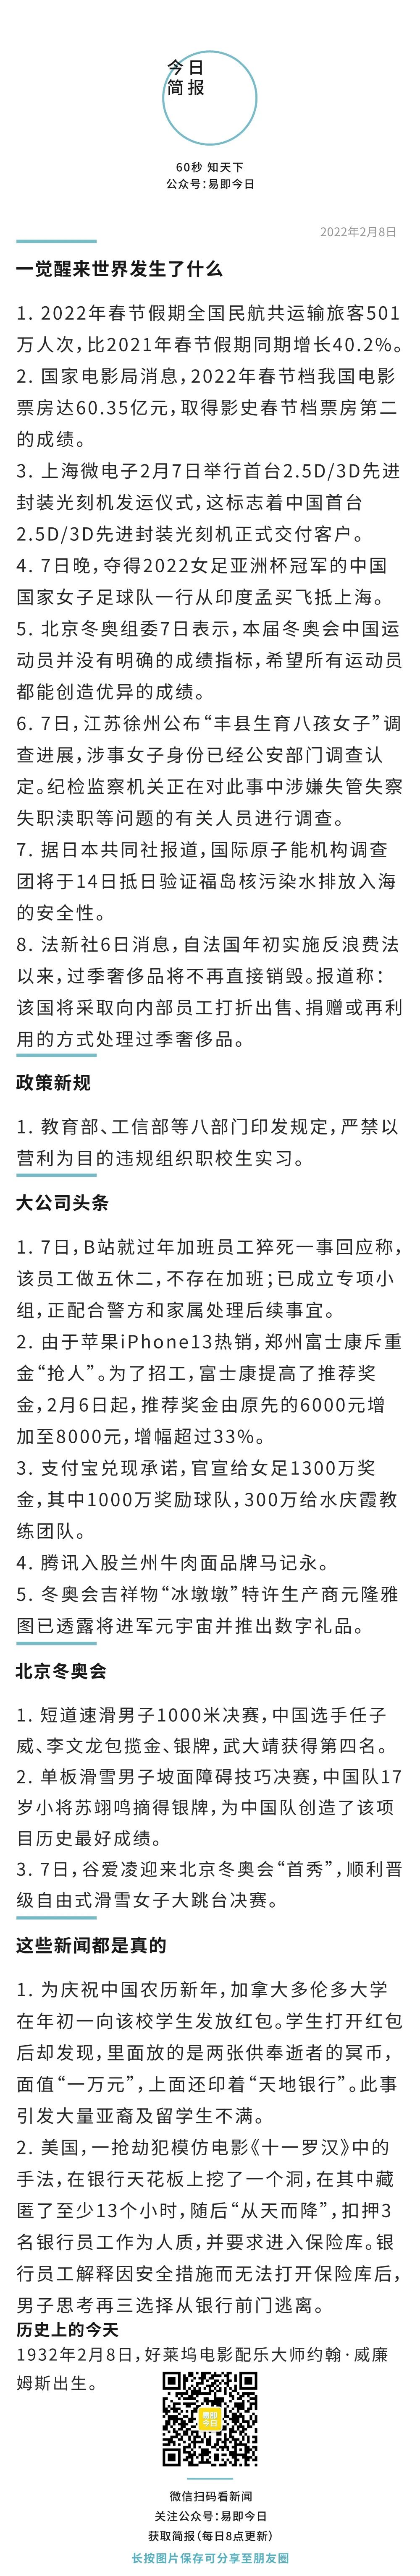 今日
简报
60秒 知天下
公众号：易即今日
2022年2月8日
一觉醒来世界发生了什么
1. 2022年春节假期全国民航共运输旅客501
万人次，比2021年春节假期同期增长40.2%。
2. 国家电影局消息，2022年春节档我国电影
票房达60.35亿元，取得影史春节档票房第二
的成绩。
3. 上海微电子2月7日举行首台2.5D/3D先进
封装光刻机发运仪式，这标志着中国首台
2.5D/3D先进封装光刻机正式交付客户。
4. 7日晚，夺得2022女足亚洲杯冠军的中国
国家女子足球队一行从印度孟买飞抵上海。
5. 北京冬奥组委7日表示，本届冬奥会中国运
动员并没有明确的成绩指标，希望所有运动员
都能创造优异的成绩。
6. 7日，江苏徐州公布“丰县生育八孩女子”调
查进展，涉事女子身份已经公安部门调查认
定。纪检监察机关正在对此事中涉嫌失管失察
失职渎职等问题的有关人员进行调查。
7. 据日本共同社报道，国际原子能机构调查
团将于14日抵日验证福岛核污染水排放入海
的安全性。
8. 法新社6日消息，自法国年初实施反浪费法
以来，过季奢侈品将不再直接销毁。报道称：
该国将采取向内部员工打折出售、捐赠或再利
用的方式处理过季奢侈品。
政策新规
1. 教育部、工信部等八部门印发规定，严禁以
营利为目的违规组织职校生实习。
大公司头条
1. 7日，B站就过年加班员工猝死一事回应称，
该员工做五休二，不存在加班；已成立专项小
组，正配合警方和家属处理后续事宜。
2. 由于苹果iPhone13热销，郑州富士康斥重
金“抢人”。为了招工，富士康提高了推荐奖
金，2月6日起，推荐奖金由原先的6000元增
加至8000元，增幅超过33%。
3. 支付宝兑现承诺，官宣给女足1300万奖
金，其中1000万奖励球队，300万给水庆霞教
练团队。
4. 腾讯入股兰州牛肉面品牌马记永。
5. 冬奥会吉祥物“冰墩墩”特许生产商元隆雅
图已透露将进军元宇宙并推出数字礼品。
北京冬奥会
1. 短道速滑男子1000米决赛，中国选手任子
威、李文龙包揽金、银牌，武大靖获得第四名。
2. 单板滑雪男子坡面障碍技巧决赛，中国队17
岁小将苏翊鸣摘得银牌，为中国队创造了该项
目历史最好成绩。
3. 7日，谷爱凌迎来北京冬奥会“首秀”，顺利晋
级自由式滑雪女子大跳台决赛。
这些新闻都是真的
1. 为庆祝中国农历新年，加拿大多伦多大学
在年初一向该校学生发放红包。学生打开红包
后却发现，里面放的是两张供奉逝者的冥币，
面值“一万元”，上面还印着“天地银行”。此事
引发大量亚裔及留学生不满。
2. 美国，一抢劫犯模仿电影《十一罗汉》中的
手法，在银行天花板上挖了一个洞，在其中藏
匿了至少13个小时，随后“从天而降”，扣押3
名银行员工作为人质，并要求进入保险库。银
行员工解释因安全措施而无法打开保险库后，
男子思考再三选择从银行前门逃离。
历史上的今天
1932年2月8日，好莱坞电影配乐大师约翰·威廉
姆斯出生。
易即
今日
微信扫码看新闻
关注公众号：易即今日
获取简报（每日8点更新）
长按图片保存可分享至朋友圈